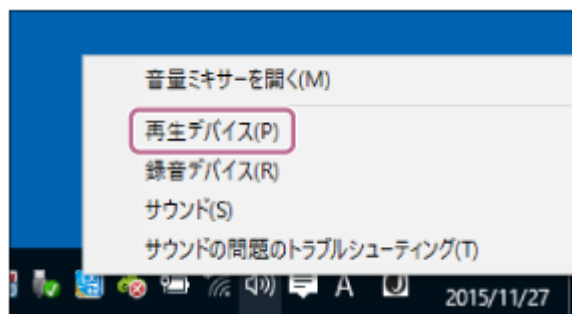 音量ミキサーを開く(M)
再生デバイス(P)
録音デバイス(R)
サウンド(S)
サウンドの問題のトラブルシューティング(T)
A
2015/11/27